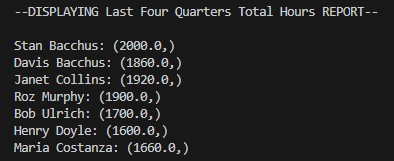 --DISPLAYING Last Four Quarters Total Hours REPORT--
Stan Bacchus: (2000.0,)
Davis Bacchus: (1860.0,)
Janet Collins: (1920.0,)
Roz Murphy: (1900.0,)
Bob Ulrich: (1700.0,)
Henry Doyle: (1600.0,)
Maria Costanza: (1660.0,)